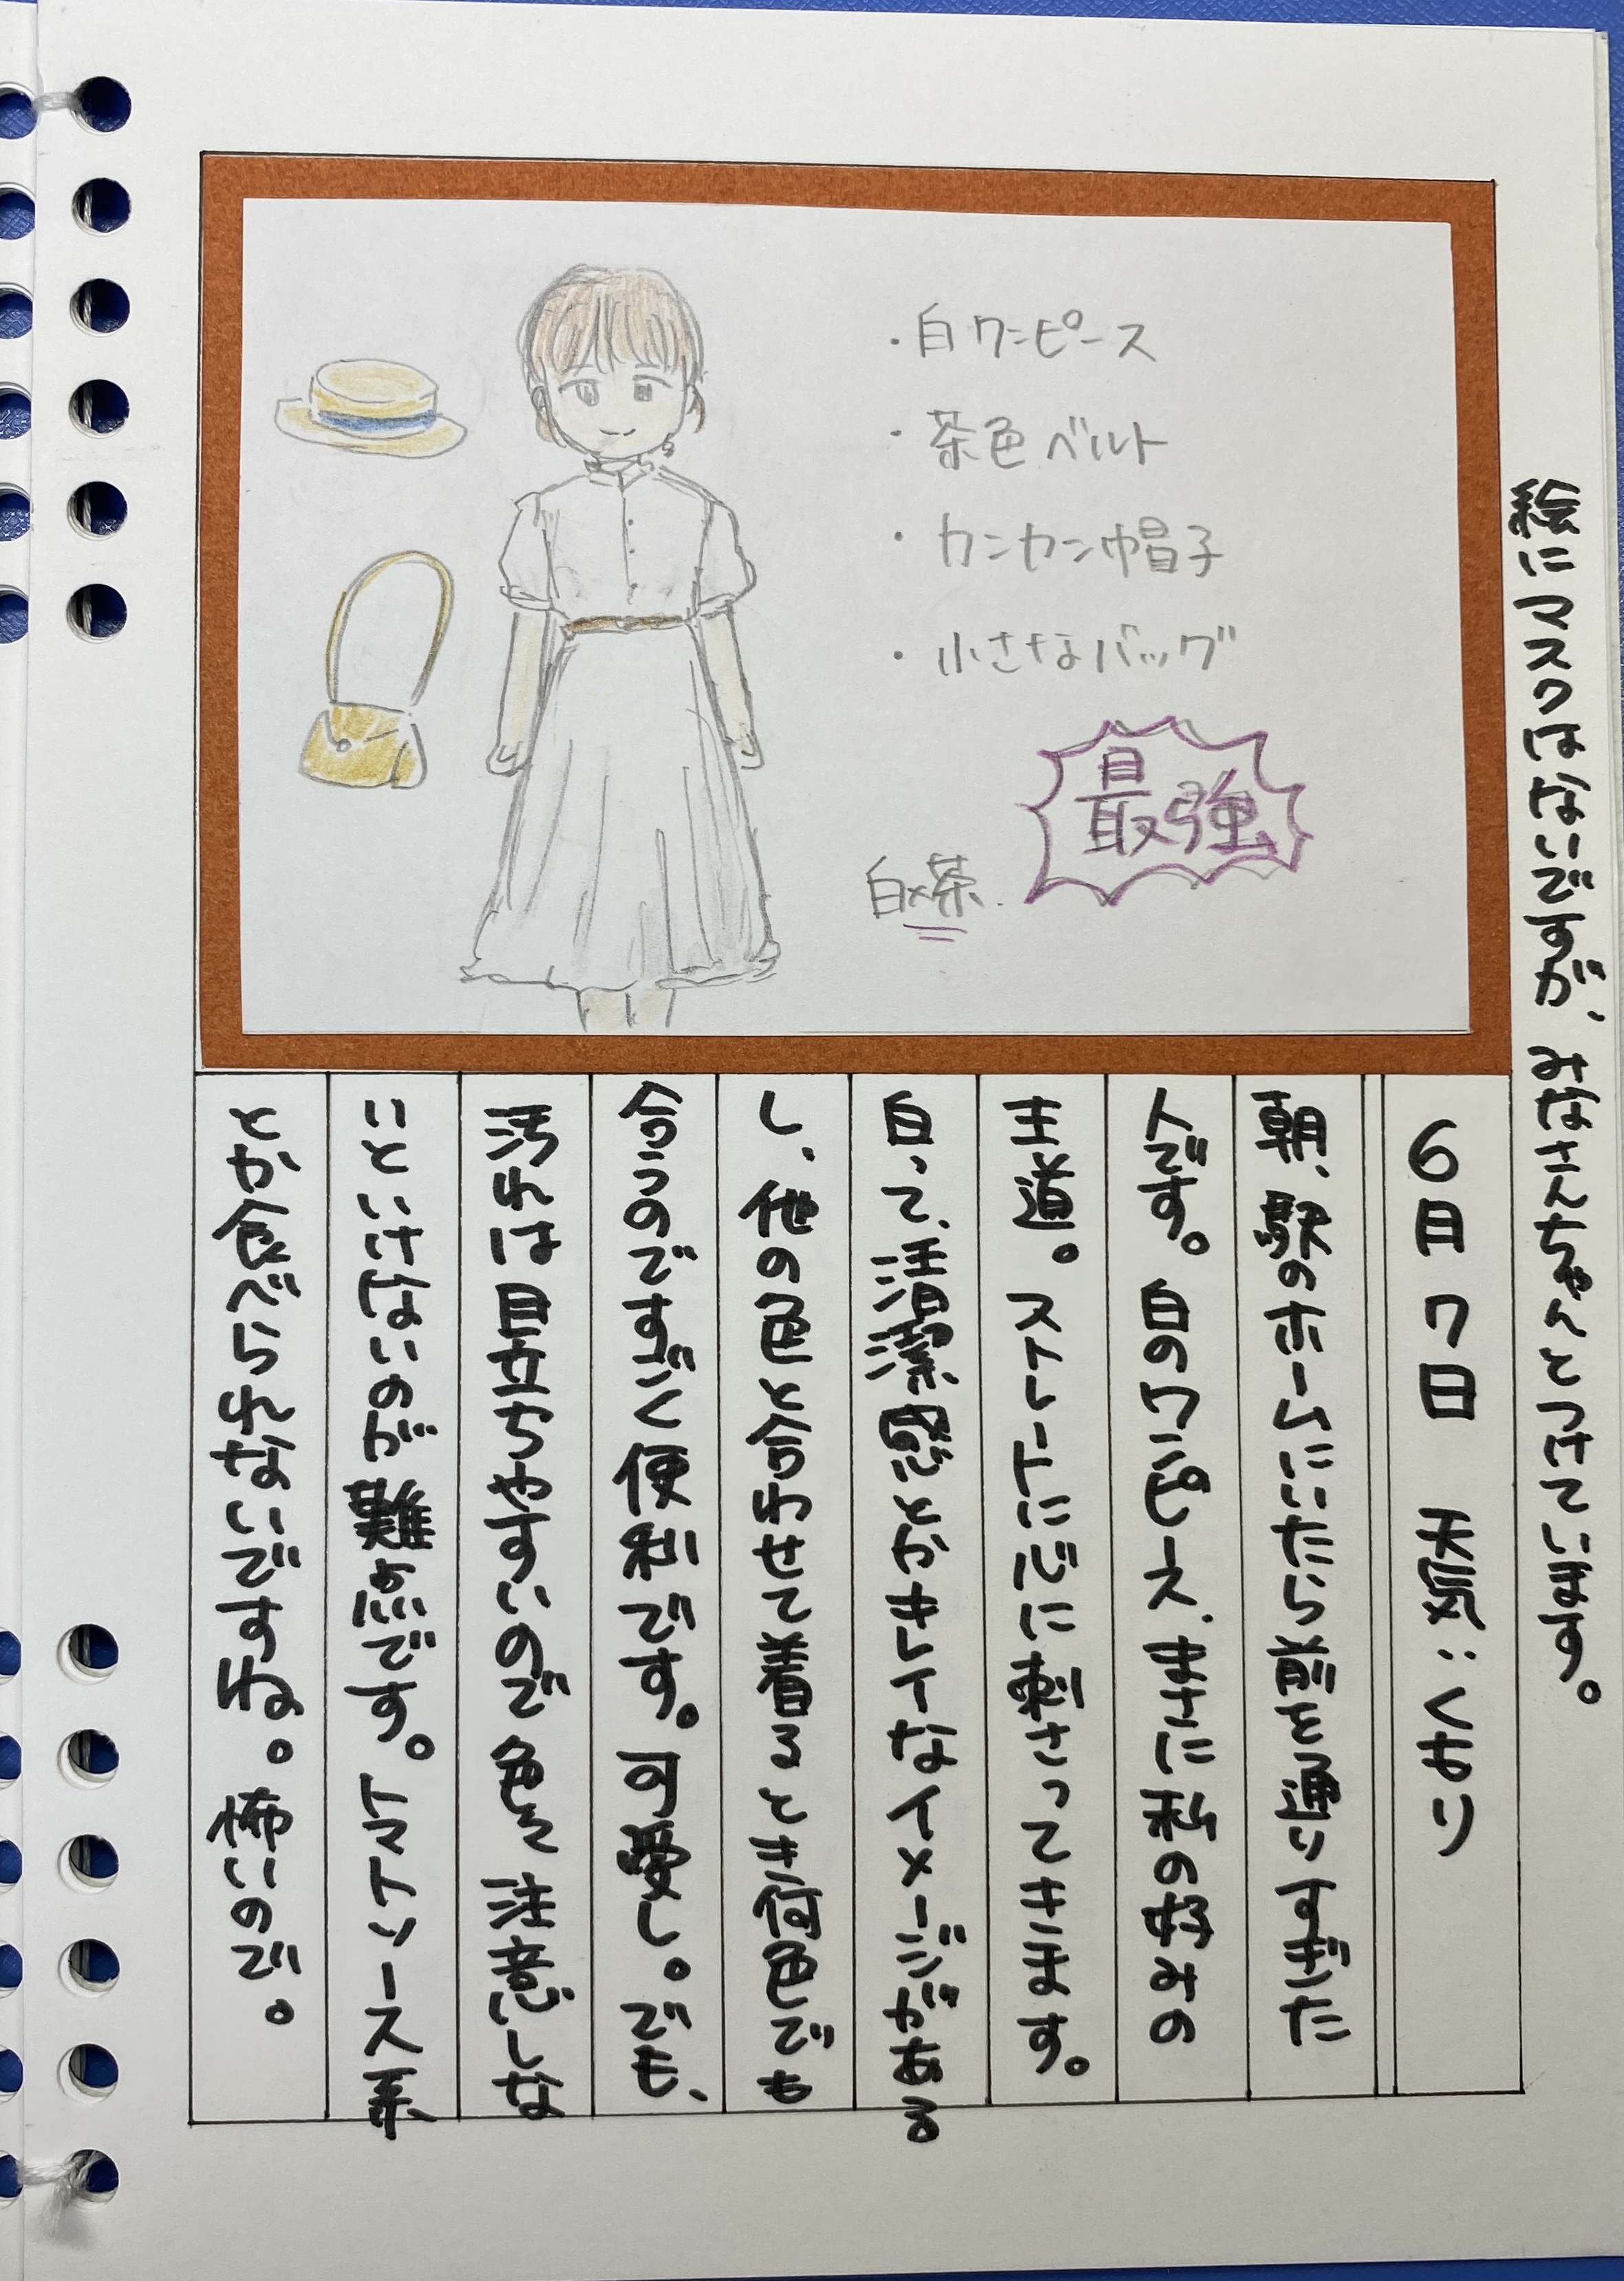 絵にマスクはないですが、みなさんちゃんとつけています。
・白ワンピース
・茶色ベルト
・カンカン帽子
・小さなバッグ
最強
白×茶
6月7日 天気:くもり
朝、駅のホームにいたら前を通りすぎた
人です。白のワンピース、まさに私の好みの
王道。ストレートに心に刺さってきます。
白って、清潔感とかキレイなイメージがある
し、他の色と合わせて着るとき何色でも
合うのですごく便利です。可愛し。でも、
汚れは目立ちやすいので色々注意しな
いといけないのが難点です。トマトソース系
とか食べられないですね。怖いので。